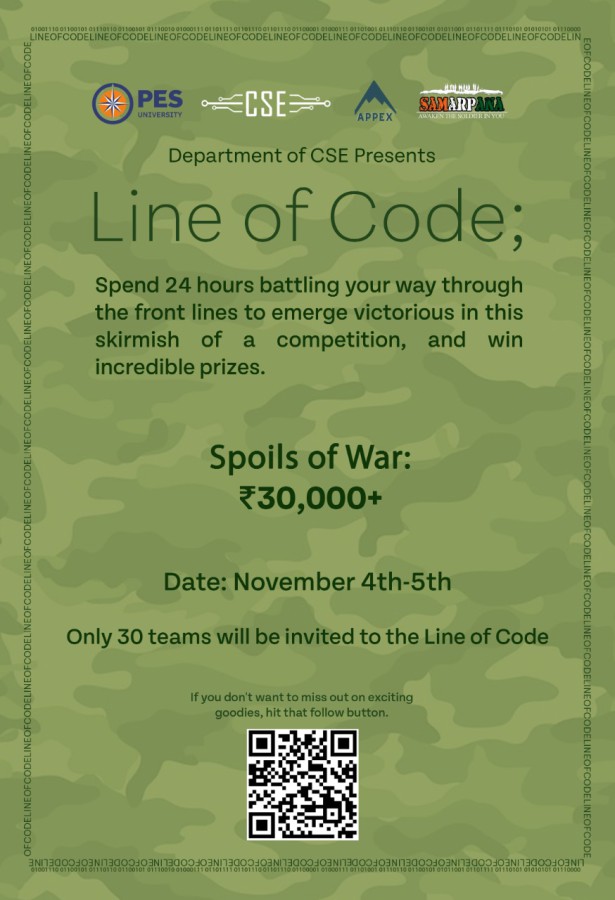 LINEOFCODELINEOFCODELINEOFCODELINEOFCODELINEOFCODELINEOFCODELINEOFCODELINEOFCODELIN
PES
UNIVERSITY
CSE
APPEX
SAMARPANA
AWAKEN THE SOLDIER IN YOU
Department of CSE Presents
Line of Code;
Spend 24 hours battling your way through
the front lines to emerge victorious in this
skirmish of a competition, and win
incredible prizes.
Spoils of War:
₹30,000+
Date: November 4th-5th
Only 30 teams will be invited to the Line of Code
If you don't want to miss out on exciting
goodies, hit that follow button.